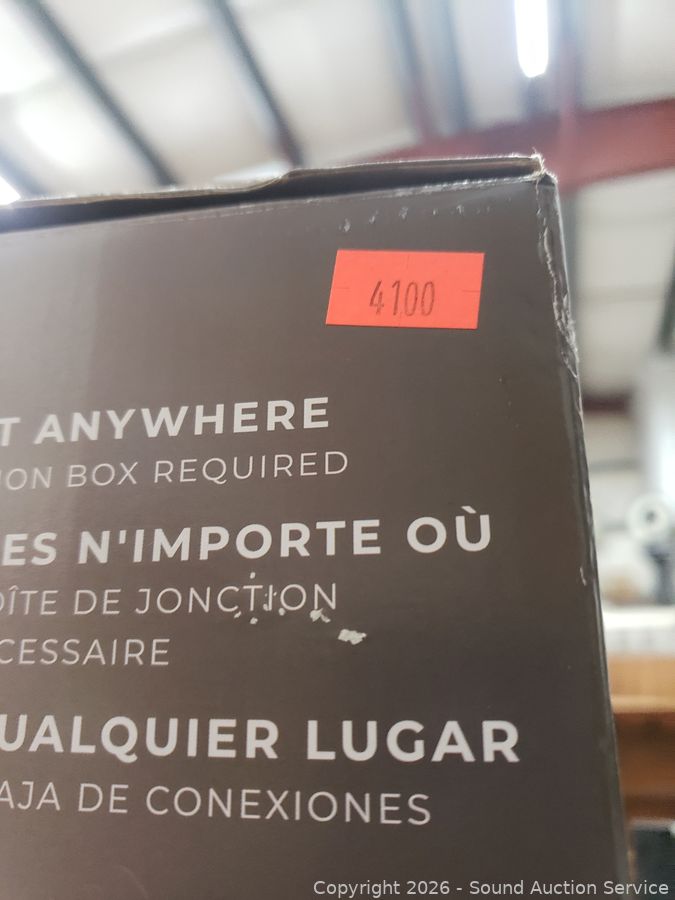 4100
T ANYWHERE
ION BOX REQUIRED
ES N'IMPORTE OÙ
OÎTE DE JONCTION
CESSAIRE
UALQUIER LUGAR
AJA DE CONEXIONES
Copyright 2026 - Sound Auction Service